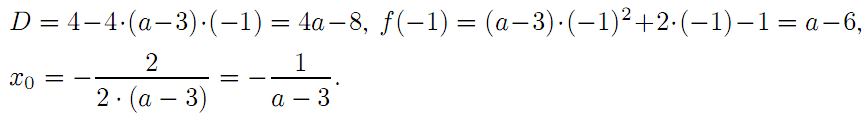 D = 4−4·(a−3)·(−1) = 4a−8, f(−1) = (a−3)·(−1)²+2·(−1)−1 = a−6,
x₀ = −2/(2 · (a − 3)) = −1/(a − 3).